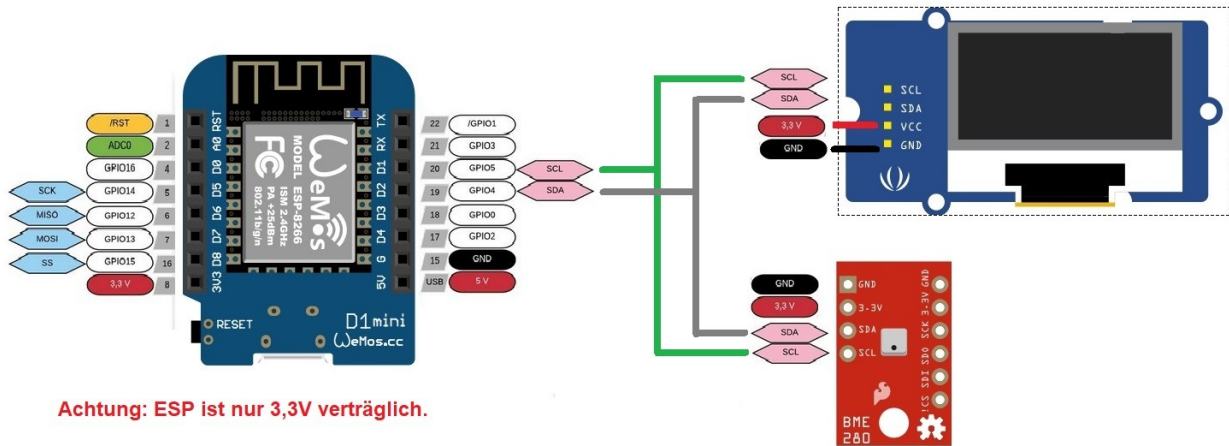 /RST
1
ADC0
2
GPIO16
4
SCK
GPIO14
5
MISO
GPIO12
6
MOSI
GPIO13
7
SS
GPIO15
16
3,3 V
8
RST
A0
D0
D5
D6
D7
D8
3V3
WeMos
MODEL ESP-8266
ISM 2.4GHz
PA +25dBm
802.11b/g/n
FC
TX
RX
D1
D2
D3
D4
G
5V
RESET
D1 mini
WeMos.cc
22
/GPIO1
21
GPIO3
20
GPIO5
SCL
19
GPIO4
SDA
18
GPIO0
17
GPIO2
15
GND
USB
5 V
SCL
SDA
3,3 V
GND
SCL
SDA
VCC
GND
GND
3,3 V
SDA
SCL
GND
3.3V
SDA
SCL
GND
3.3V
SCK
SDO
SDI
!CS
BME
280
Achtung: ESP ist nur 3,3V verträglich.